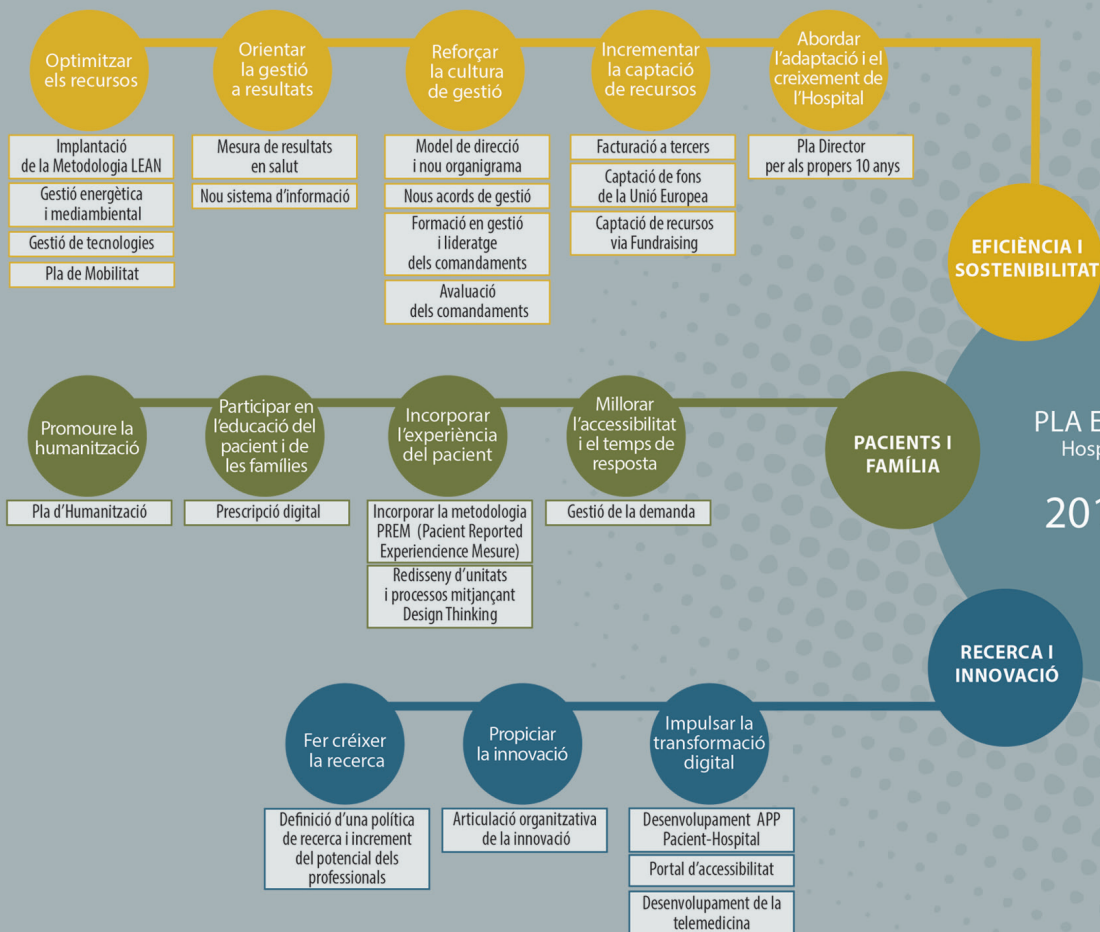 Optimitzar
els recursos
Implantació
de la Metodologia LEAN
Gestió energètica
i mediambiental
Gestió de tecnologies
Pla de Mobilitat
Orientar
la gestió
a resultats
Mesura de resultats
en salut
Nou sistema d'informació
Reforçar
la cultura
de gestió
Model de direcció
i nou organigrama
Nous acords de gestió
Formació en gestió
i lideratge
dels comandaments
Avaluació
dels comandaments
Incrementar
la captació
de recursos
Facturació a tercers
Captació de fons
de la Unió Europea
Captació de recursos
via Fundraising
Abordar
l'adaptació i el
creixement de
l'Hospital
Pla Director
per als propers 10 anys
EFICIÈNCIA I
SOSTENIBILITAT
Promoure la
humanització
Pla d'Humanització
Participar en
l'educació del
pacient i de
les famílies
Prescripció digital
Incorporar
l'experiència
del pacient
Incorporar la metodologia
PREM (Pacient Reported
Experiencience Mesure)
Redisseny d'unitats
i processos mitjançant
Design Thinking
Millorar
l'accessibilitat
i el temps de
resposta
Gestió de la demanda
PACIENTS I
FAMÍLIA
PLA E
Hosp
201
RECERCA I
INNOVACIÓ
Fer créixer
la recerca
Definició d'una política
de recerca i increment
del potencial dels
professionals
Propiciar
la innovació
Articulació organitzativa
de la innovació
Impulsar la
transformació
digital
Desenvolupament APP
Pacient-Hospital
Portal d'accessibilitat
Desenvolupament de la
telemedicina